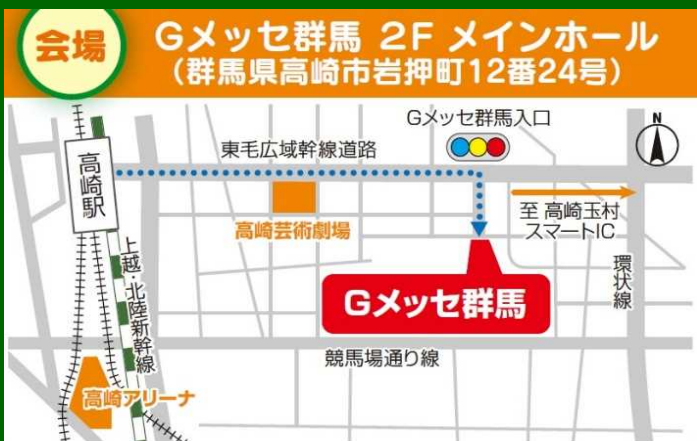 会場
Gメッセ群馬 2F メインホール
(群馬県高崎市岩押町12番24号)
Gメッセ群馬入口
N
東毛広域幹線道路
高崎駅
高崎芸術劇場
至 高崎玉村
スマートIC
Gメッセ群馬
環状線
上越・北陸新幹線
競馬場通り線
高崎アリーナ